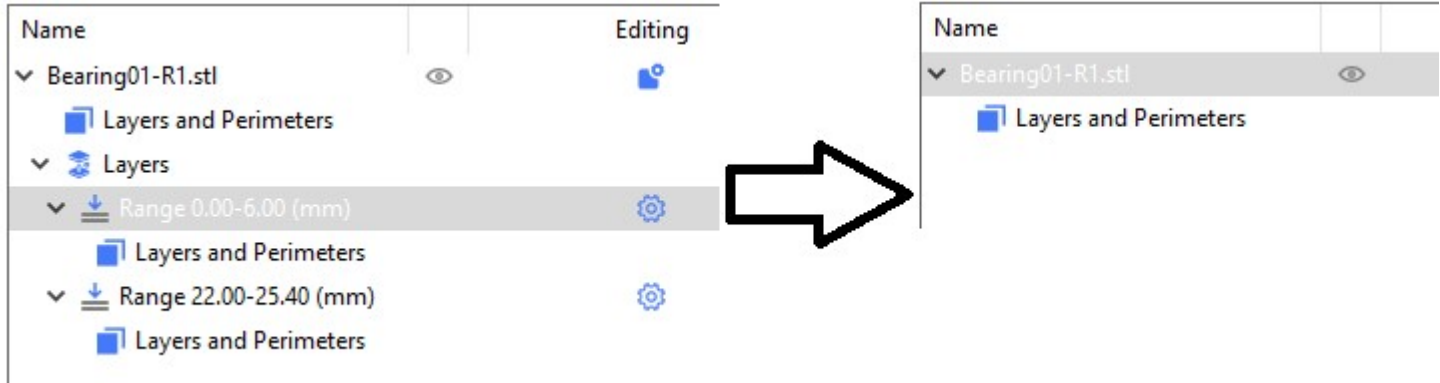 Name Editing
Bearing01-R1.stl
Layers and Perimeters
Layers
Range 0.00-6.00 (mm)
Layers and Perimeters
Range 22.00-25.40 (mm)
Layers and Perimeters
Name
Bearing01-R1.stl
Layers and Perimeters